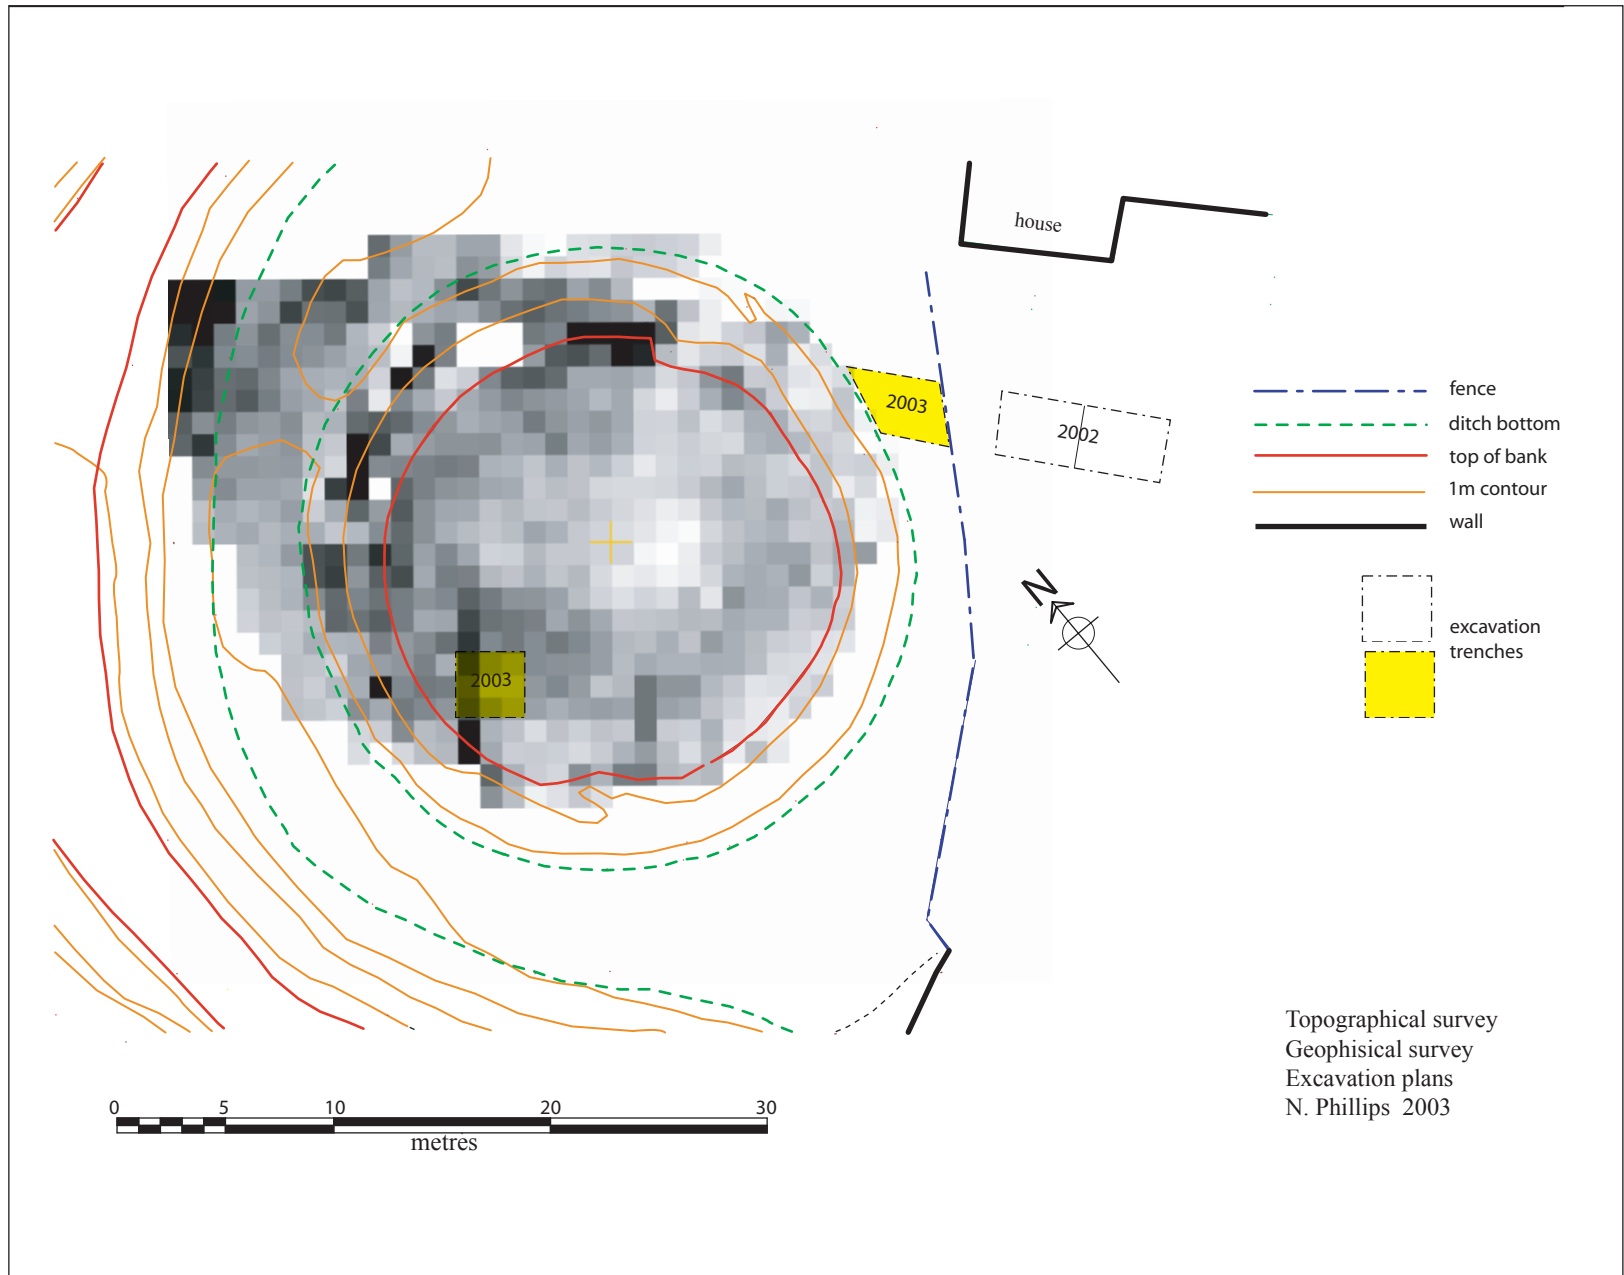 house
2003
2002
fence
ditch bottom
top of bank
1m contour
wall
N
excavation
trenches
2003
Topographical survey
Geophisical survey
Excavation plans
N. Phillips 2003
0 5 10 20 30
metres